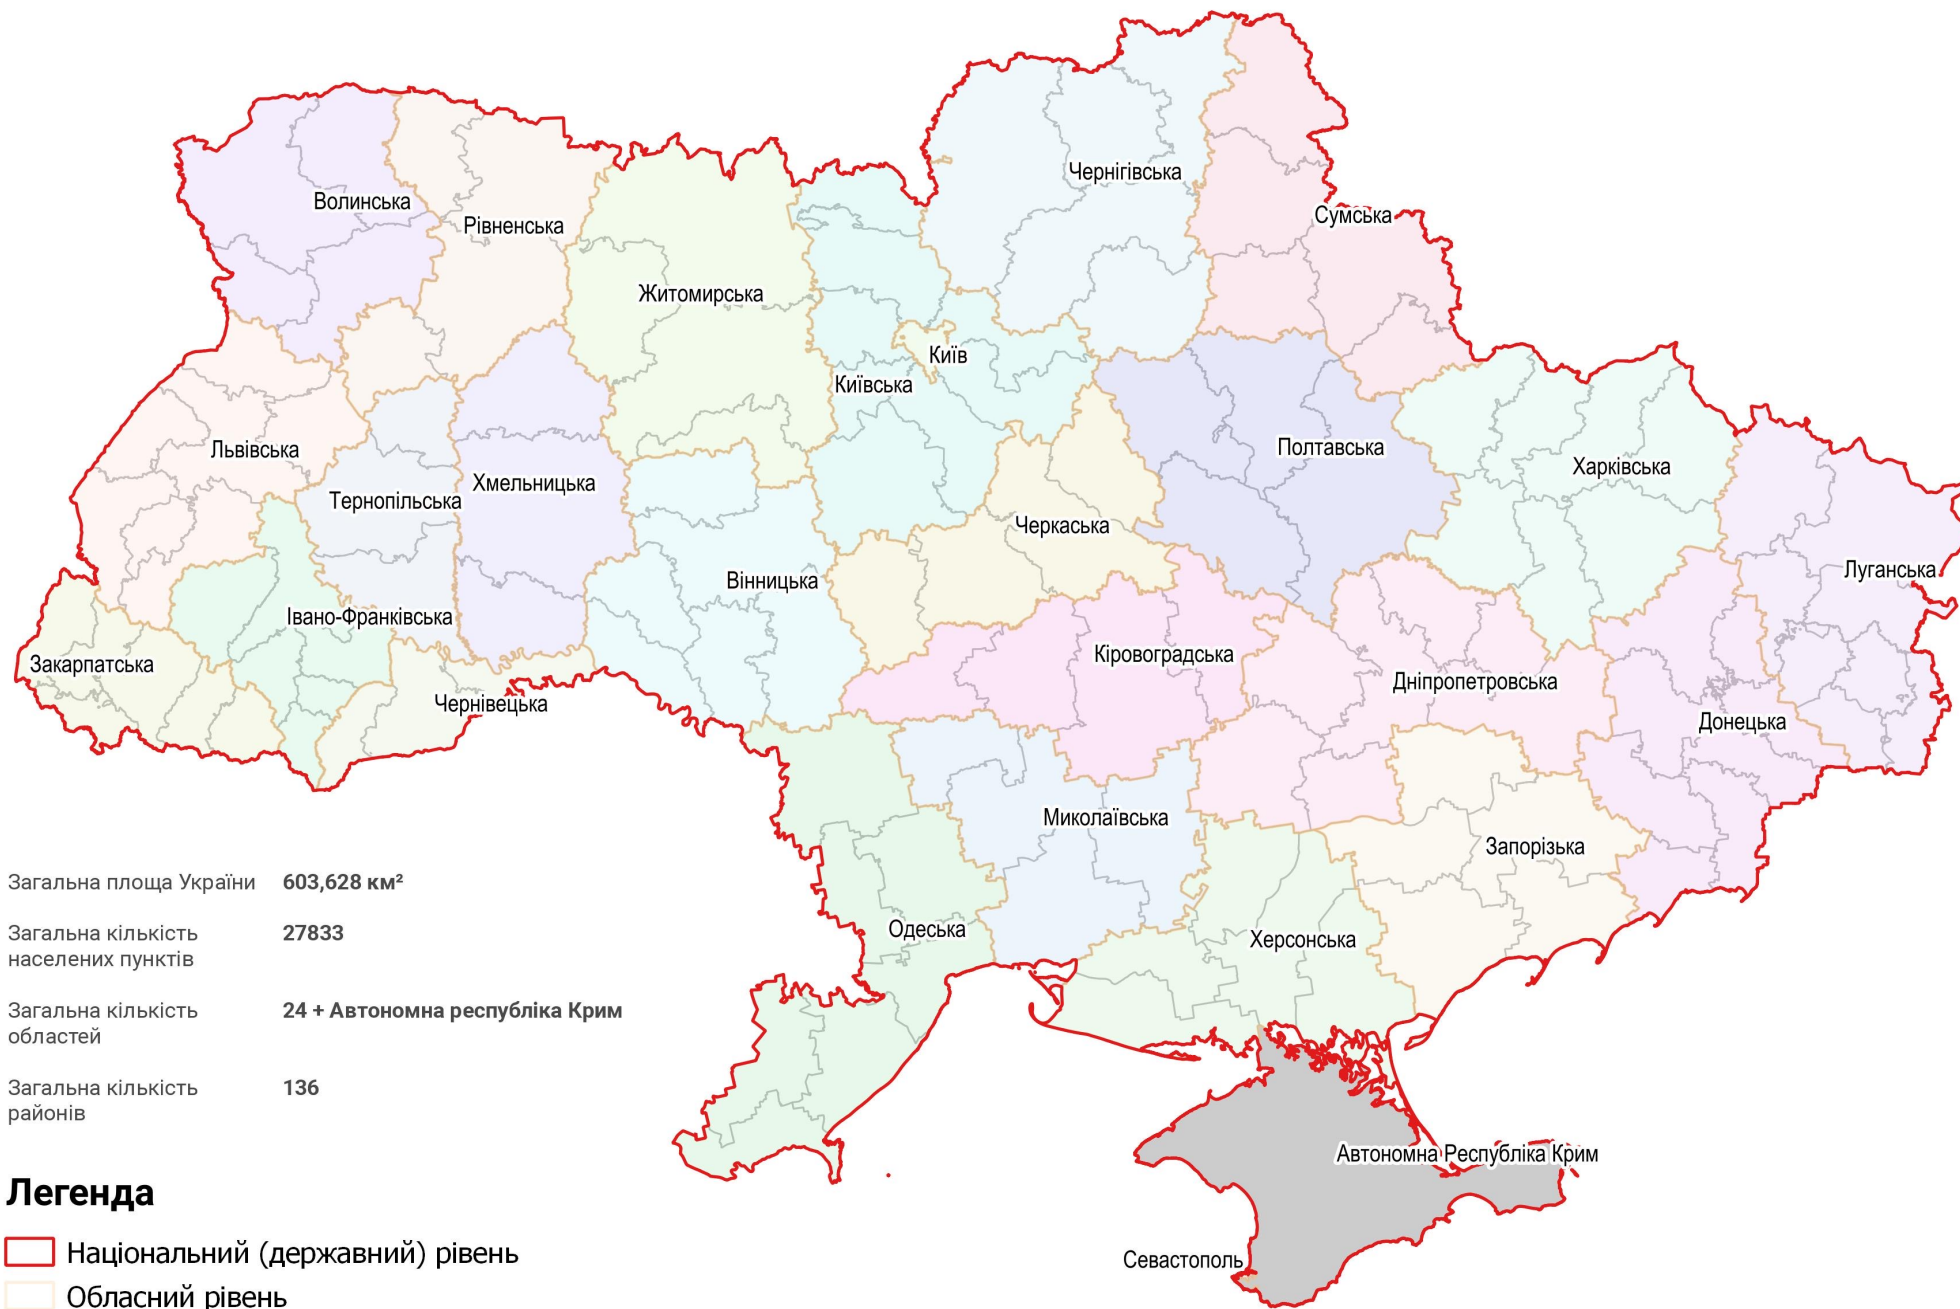 Чернігівська
Волинська
Сумська
Рівненська
Житомирська
Київ
Київська
Львівська
Полтавська
Харківська
Хмельницька
Тернопільська
Черкаська
Луганська
Вінницька
Івано-Франківська
Кіровоградська
Закарпатська
Дніпропетровська
Чернівецька
Донецька
Миколаївська
Запорізька
Одеська
Херсонська
Автономна Республіка Крим
Севастополь
Загальна площа України 603,628 км²
Загальна кількість
населених пунктів 27833
Загальна кількість
областей 24 + Автономна республіка Крим
Загальна кількість
районів 136
Легенда
Національний (державний) рівень
Обласний рівень